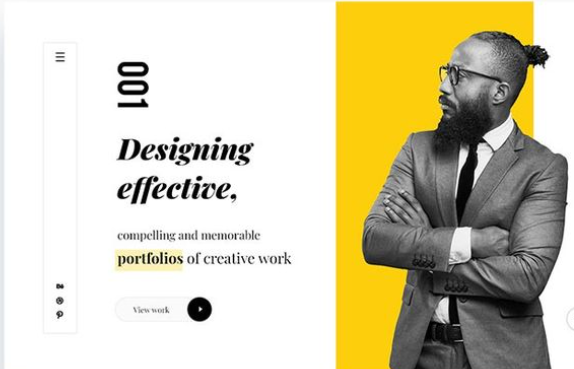 001
Designing
effective,
compelling and memorable
portfolios of creative work
View work